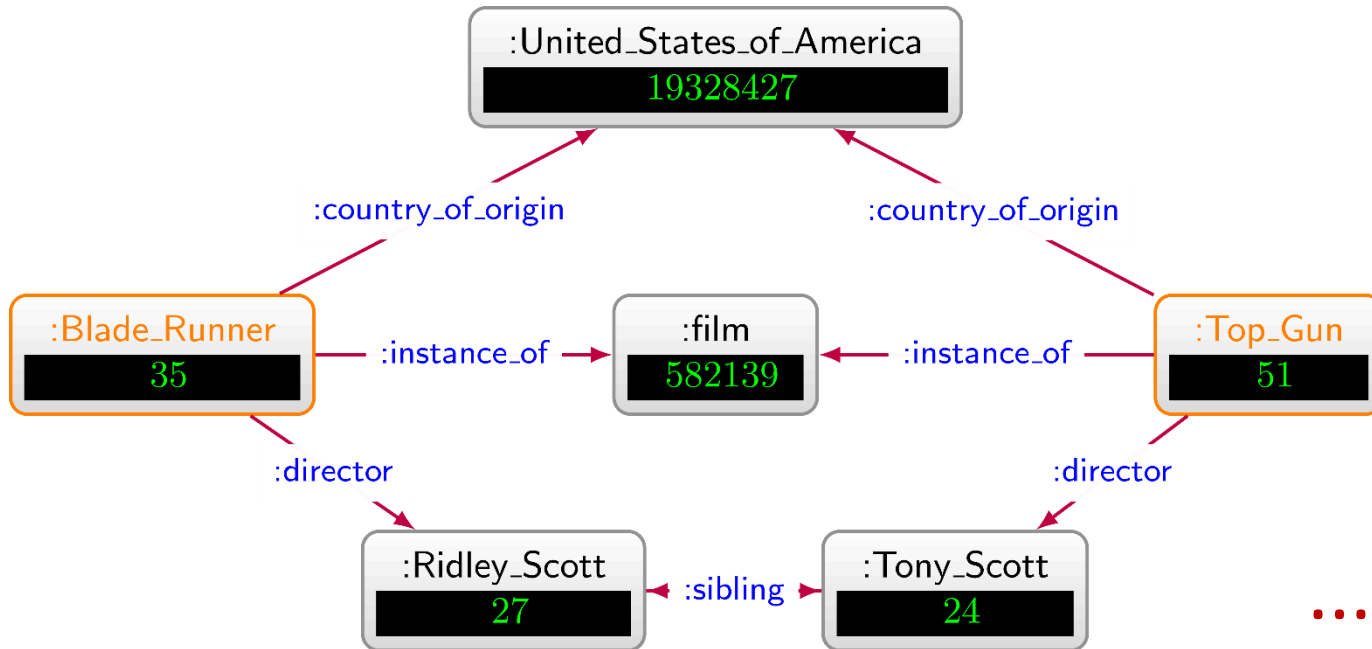 :United_States_of_America
19328427
:country_of_origin
:country_of_origin
:Blade_Runner
35
:instance_of
:film
582139
:instance_of
:Top_Gun
51
:director
:director
:Ridley_Scott
27
:sibling
:Tony_Scott
24
...